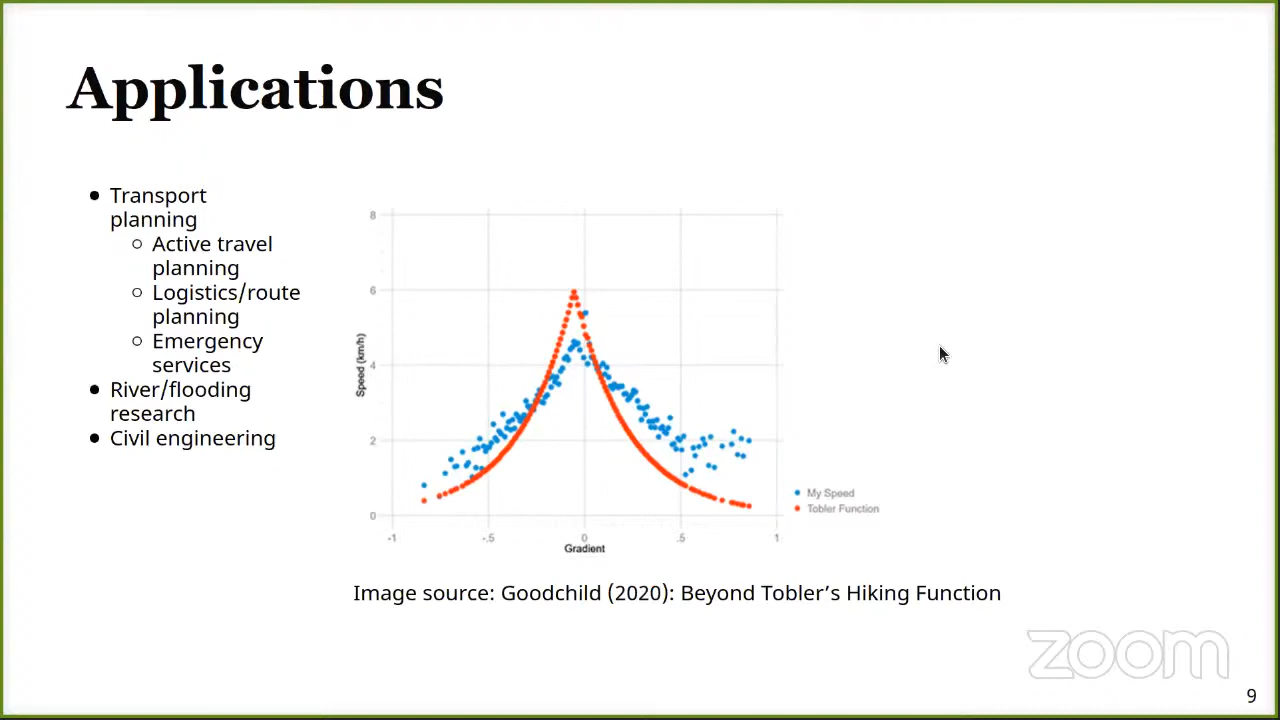 Applications
● Transport
planning
○ Active travel
planning
○ Logistics/route
planning
○ Emergency
services
● River/flooding
research
● Civil engineering
8
6
4
2
0
Speed (km/h)
-1 -.5 0 .5 1
Gradient
My Speed
Tobler Function
Image source: Goodchild (2020): Beyond Tobler’s Hiking Function
zoom
9